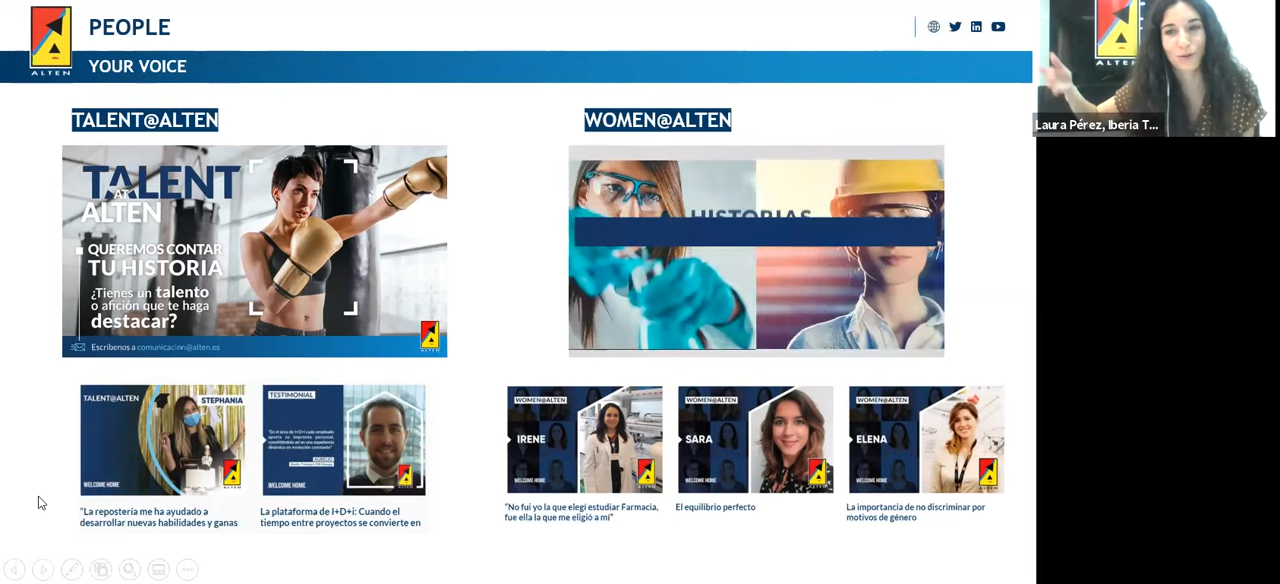 PEOPLE
ALTEN
YOUR VOICE
Laura Pérez, Iberia T...
TALENT@ALTEN
TALENT
AT
ALTEN
QUEREMOS CONTAR
TU HISTORIA
¿Tienes un talento
o afición que te haga
destacar?
Escríbenos a comunicacion@alten.es
WOMEN@ALTEN
HISTORIAS
ALTEN
TALENT@ALTEN
STEPHANIA
WELCOME HOME
"La repostería me ha ayudado a
desarrollar nuevas habilidades y ganas
TESTIMONIAL
WELCOME HOME
La plataforma de I+D+i: Cuando el
tiempo entre proyectos se convierte en
WOMEN@ALTEN
IRENE
WELCOME HOME
"No fui yo la que elegí estudiar Farmacia,
fue ella la que me eligió a mí"
WOMEN@ALTEN
SARA
WELCOME HOME
El equilibrio perfecto
WOMEN@ALTEN
ELENA
WELCOME HOME
La importancia de no discriminar por
motivos de género